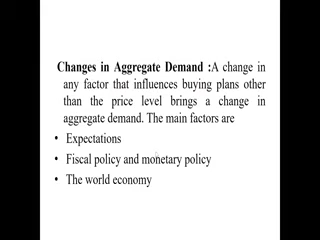 Changes in Aggregate Demand :A change in
any factor that influences buying plans other
than the price level brings a change in
aggregate demand. The main factors are
• Expectations
• Fiscal policy and monetary policy
• The world economy